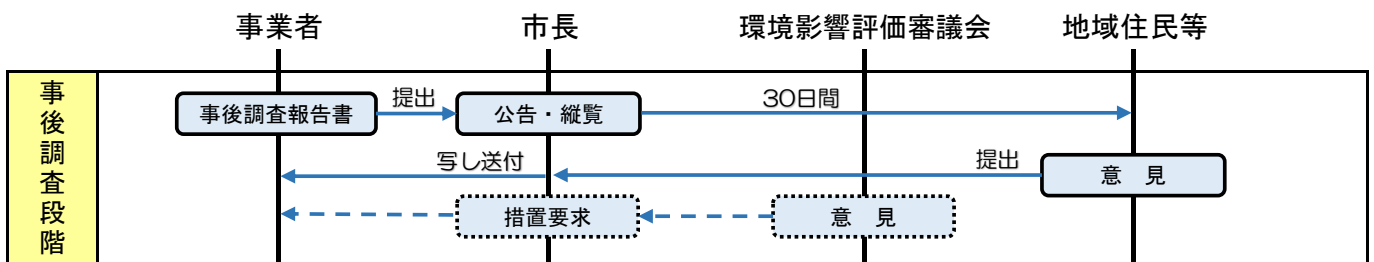 事業者
市長
環境影響評価審議会
地域住民等
事後調査段階
事後調査報告書
提出
公告・縦覧
30日間
写し送付
提出
意 見
措置要求
意 見